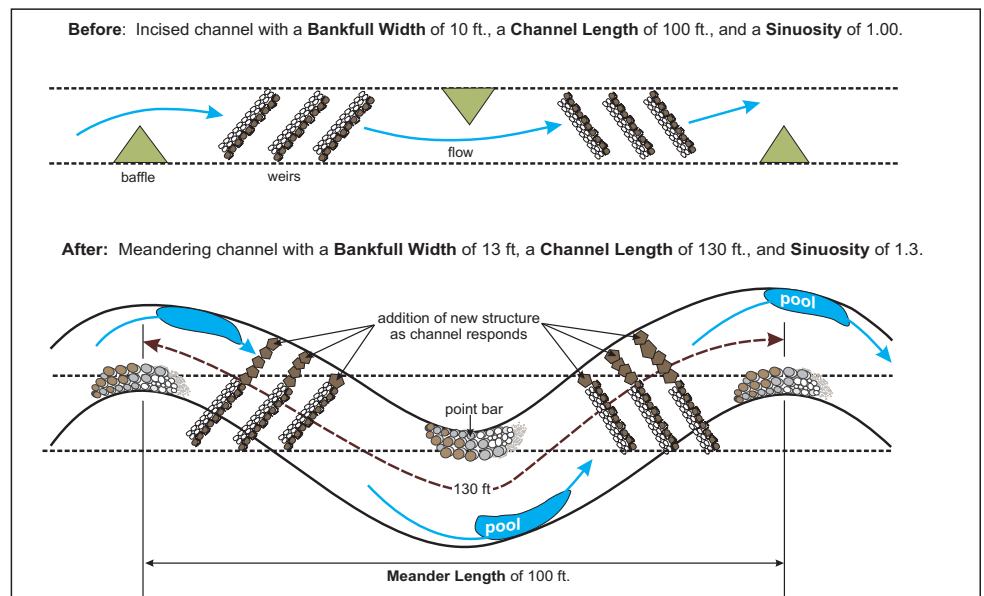 Before: Incised channel with a Bankfull Width of 10 ft., a Channel Length of 100 ft., and a Sinuosity of 1.00.
baffle
weirs
flow
After: Meandering channel with a Bankfull Width of 13 ft, a Channel Length of 130 ft., and Sinuosity of 1.3.
addition of new structure
as channel responds
pool
point bar
130 ft
pool
Meander Length of 100 ft.